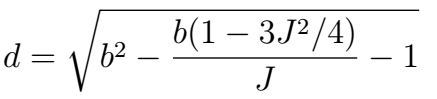 d = √(b² − b(1 − 3J²/4)/J − 1)